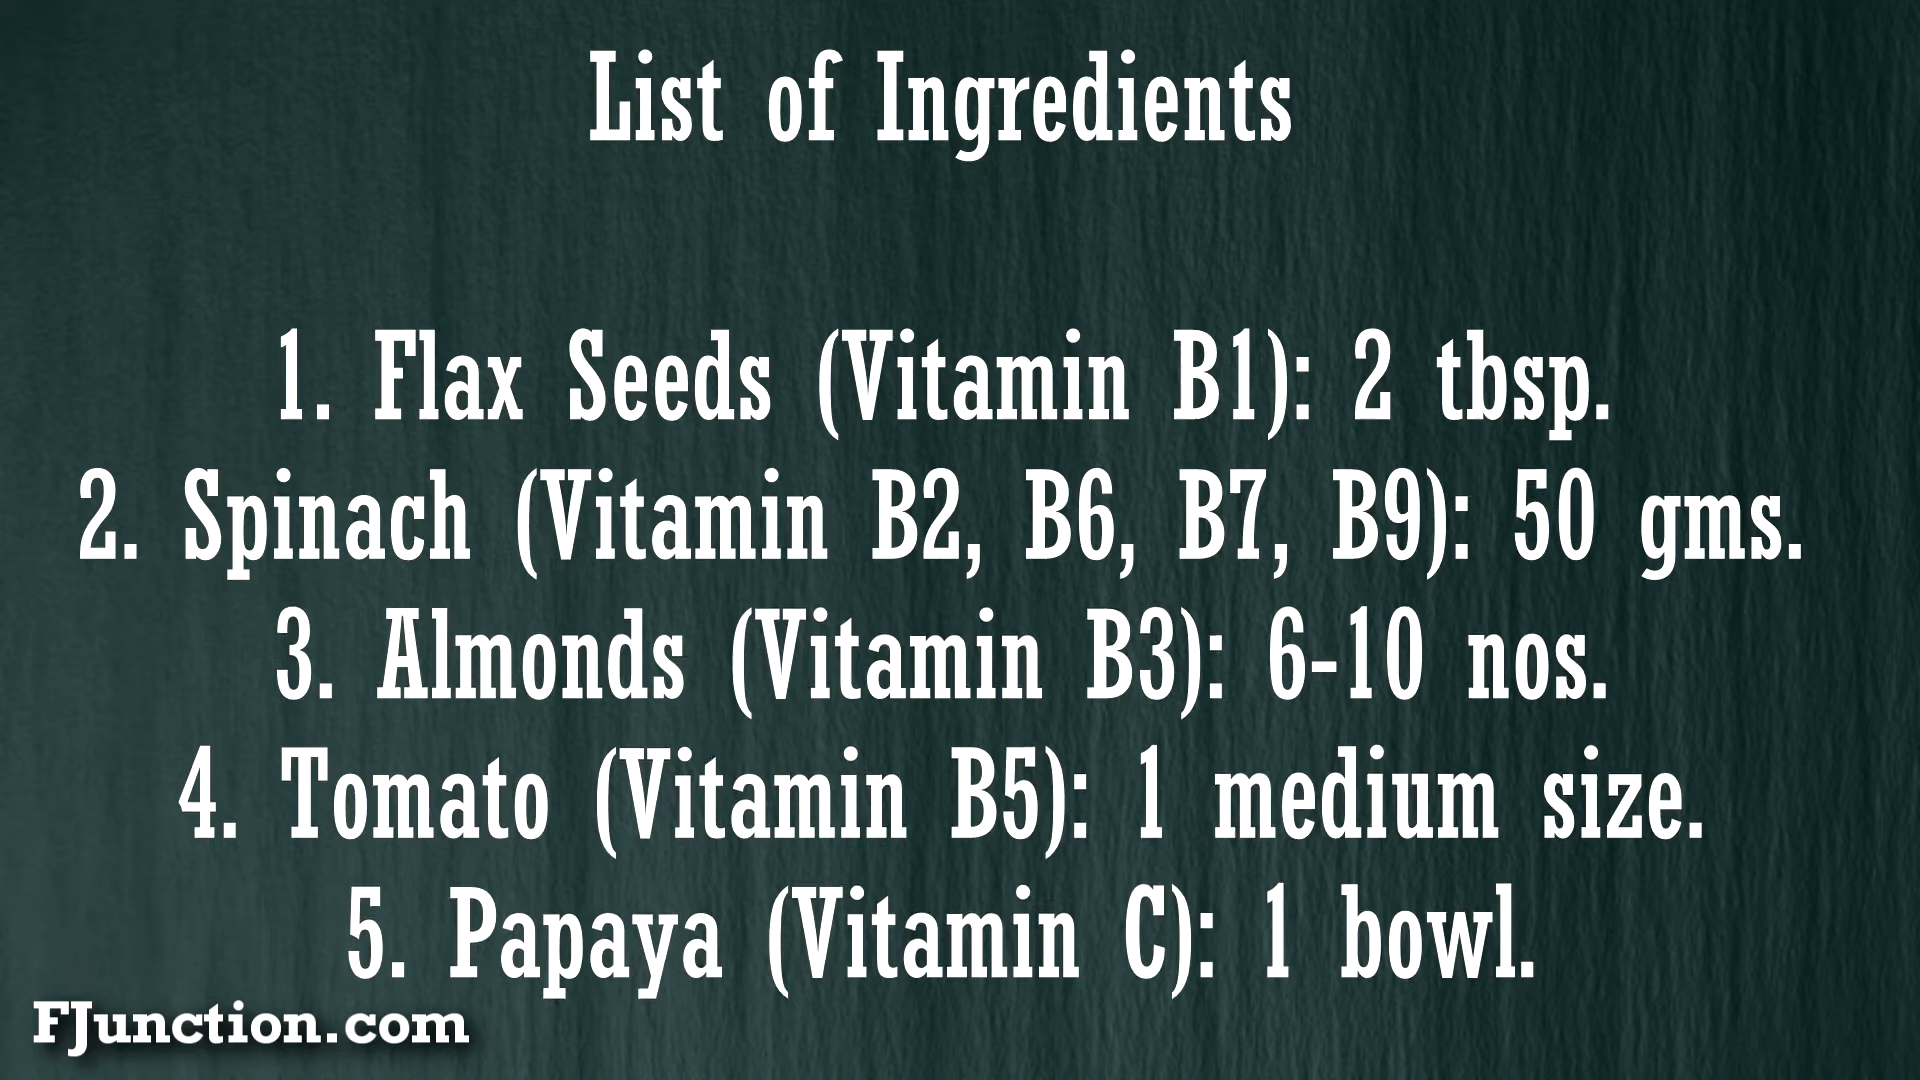 List of Ingredients
1. Flax Seeds (Vitamin B1): 2 tbsp.
2. Spinach (Vitamin B2, B6, B7, B9): 50 gms.
3. Almonds (Vitamin B3): 6-10 nos.
4. Tomato (Vitamin B5): 1 medium size.
5. Papaya (Vitamin C): 1 bowl.
FJunction.com